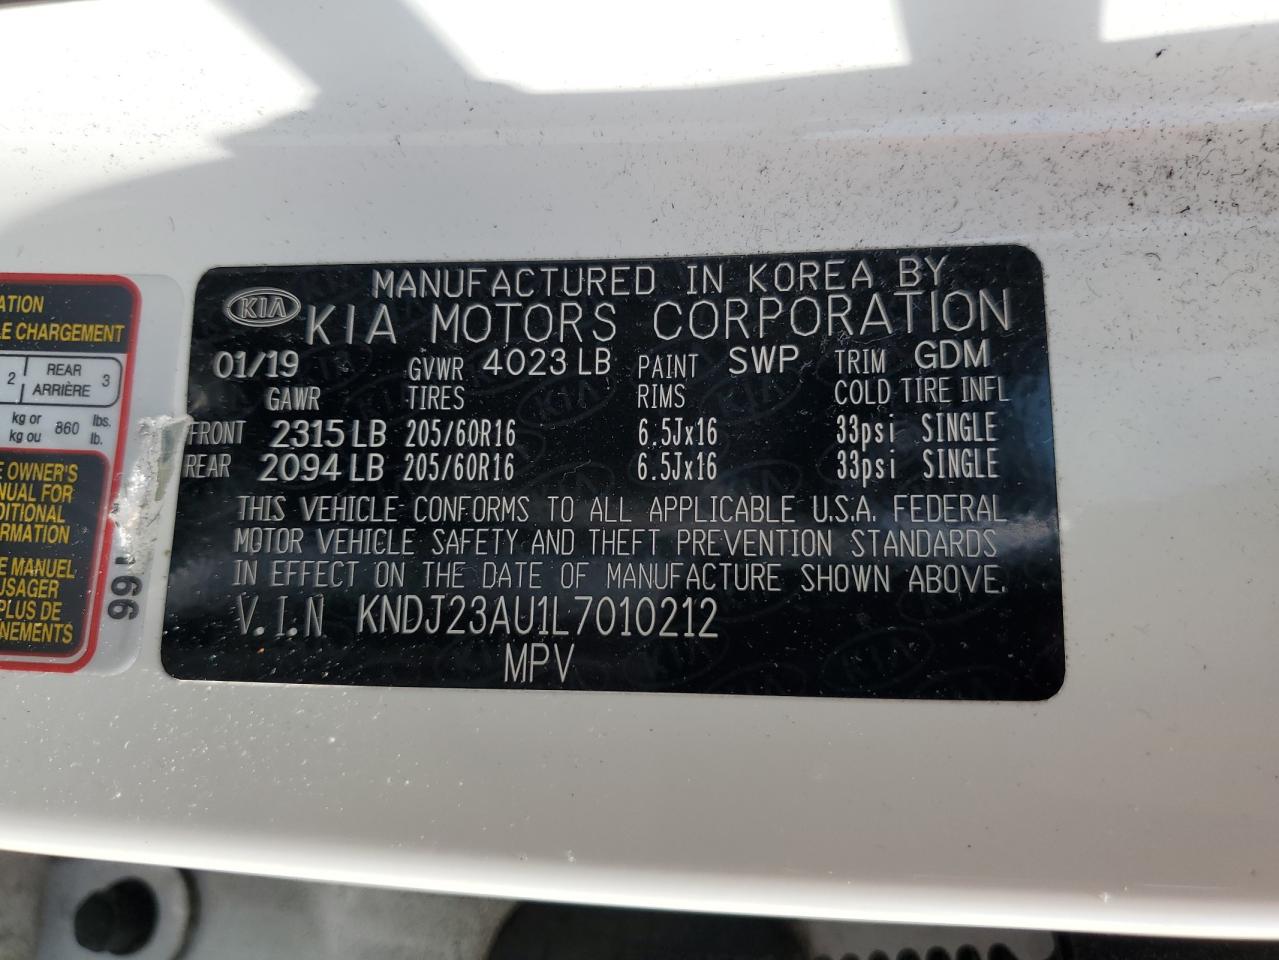 MANUFACTURED IN KOREA BY
KIA KIA MOTORS CORPORATION
01/19 GVWR 4023 LB PAINT SWP TRIM GDM
GAWR TIRES RIMS COLD TIRE INFL
FRONT 2315 LB 205/60R16 6.5Jx16 33psi SINGLE
REAR 2094 LB 205/60R16 6.5Jx16 33psi SINGLE
THIS VEHICLE CONFORMS TO ALL APPLICABLE U.S.A. FEDERAL
MOTOR VEHICLE SAFETY AND THEFT PREVENTION STANDARDS
IN EFFECT ON THE DATE OF MANUFACTURE SHOWN ABOVE.
V.I.N KNDJ23AU1L7010212
MPV
ATION
LE CHARGEMENT
2 REAR 3
ARRIÈRE
kg or 860 lbs.
kg ou lb.
E OWNER'S
NUAL FOR
DITIONAL
ORMATION
E MANUEL
USAGER
PLUS DE
NEMENTS